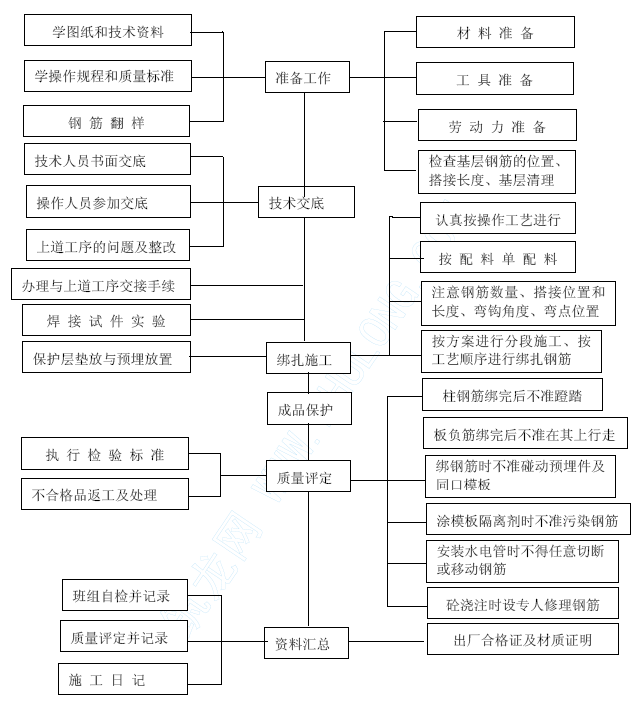 学图纸和技术资料
学操作规程和质量标准
钢筋翻样
准备工作
材料准备
工具准备
劳动力准备
检查基层钢筋的位置、
搭接长度、基层清理
技术人员书面交底
操作人员参加交底
上道工序的问题及整改
技术交底
办理与上道工序交接手续
焊接试件实验
保护层垫放与预埋放置
绑扎施工
认真按操作工艺进行
按配料单配料
注意钢筋数量、搭接位置和
长度、弯钩角度、弯点位置
按方案进行分段施工、按
工艺顺序进行绑扎钢筋
成品保护
执行检验标准
不合格品返工及处理
质量评定
柱钢筋绑完后不准蹬踏
板负筋绑完后不准在其上行走
绑钢筋时不准碰动预埋件及
同口模板
涂模板隔离剂时不准污染钢筋
安装水电管时不得任意切断
或移动钢筋
砼浇注时设专人修理钢筋
班组自检并记录
质量评定并记录
施工日记
资料汇总
出厂合格证及材质证明